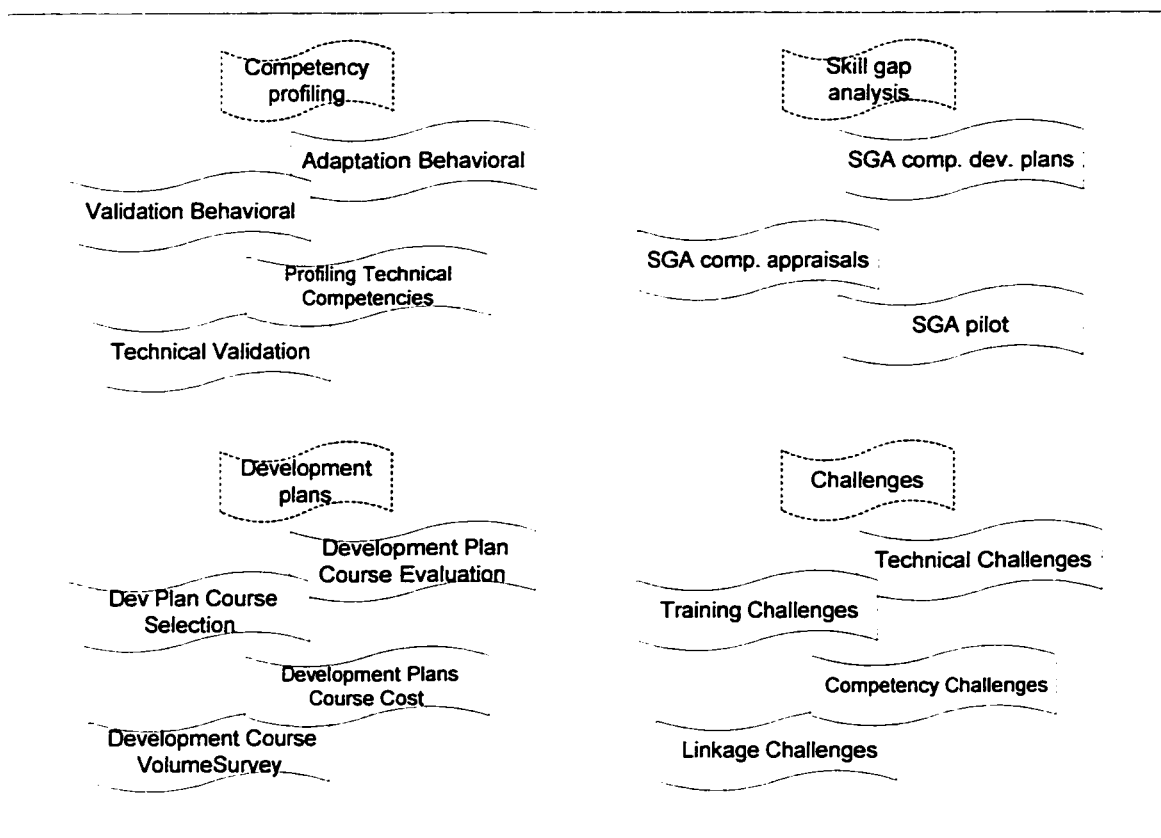 Competency
profiling
Adaptation Behavioral
Validation Behavioral
Profiling Technical
Competencies
Technical Validation
Skill gap
analysis
SGA comp. dev. plans
SGA comp. appraisals
SGA pilot
Development
plans
Development Plan
Course Evaluation
Dev Plan Course
Selection
Development Plans
Course Cost
Development Course
VolumeSurvey
Challenges
Technical Challenges
Training Challenges
Competency Challenges
Linkage Challenges